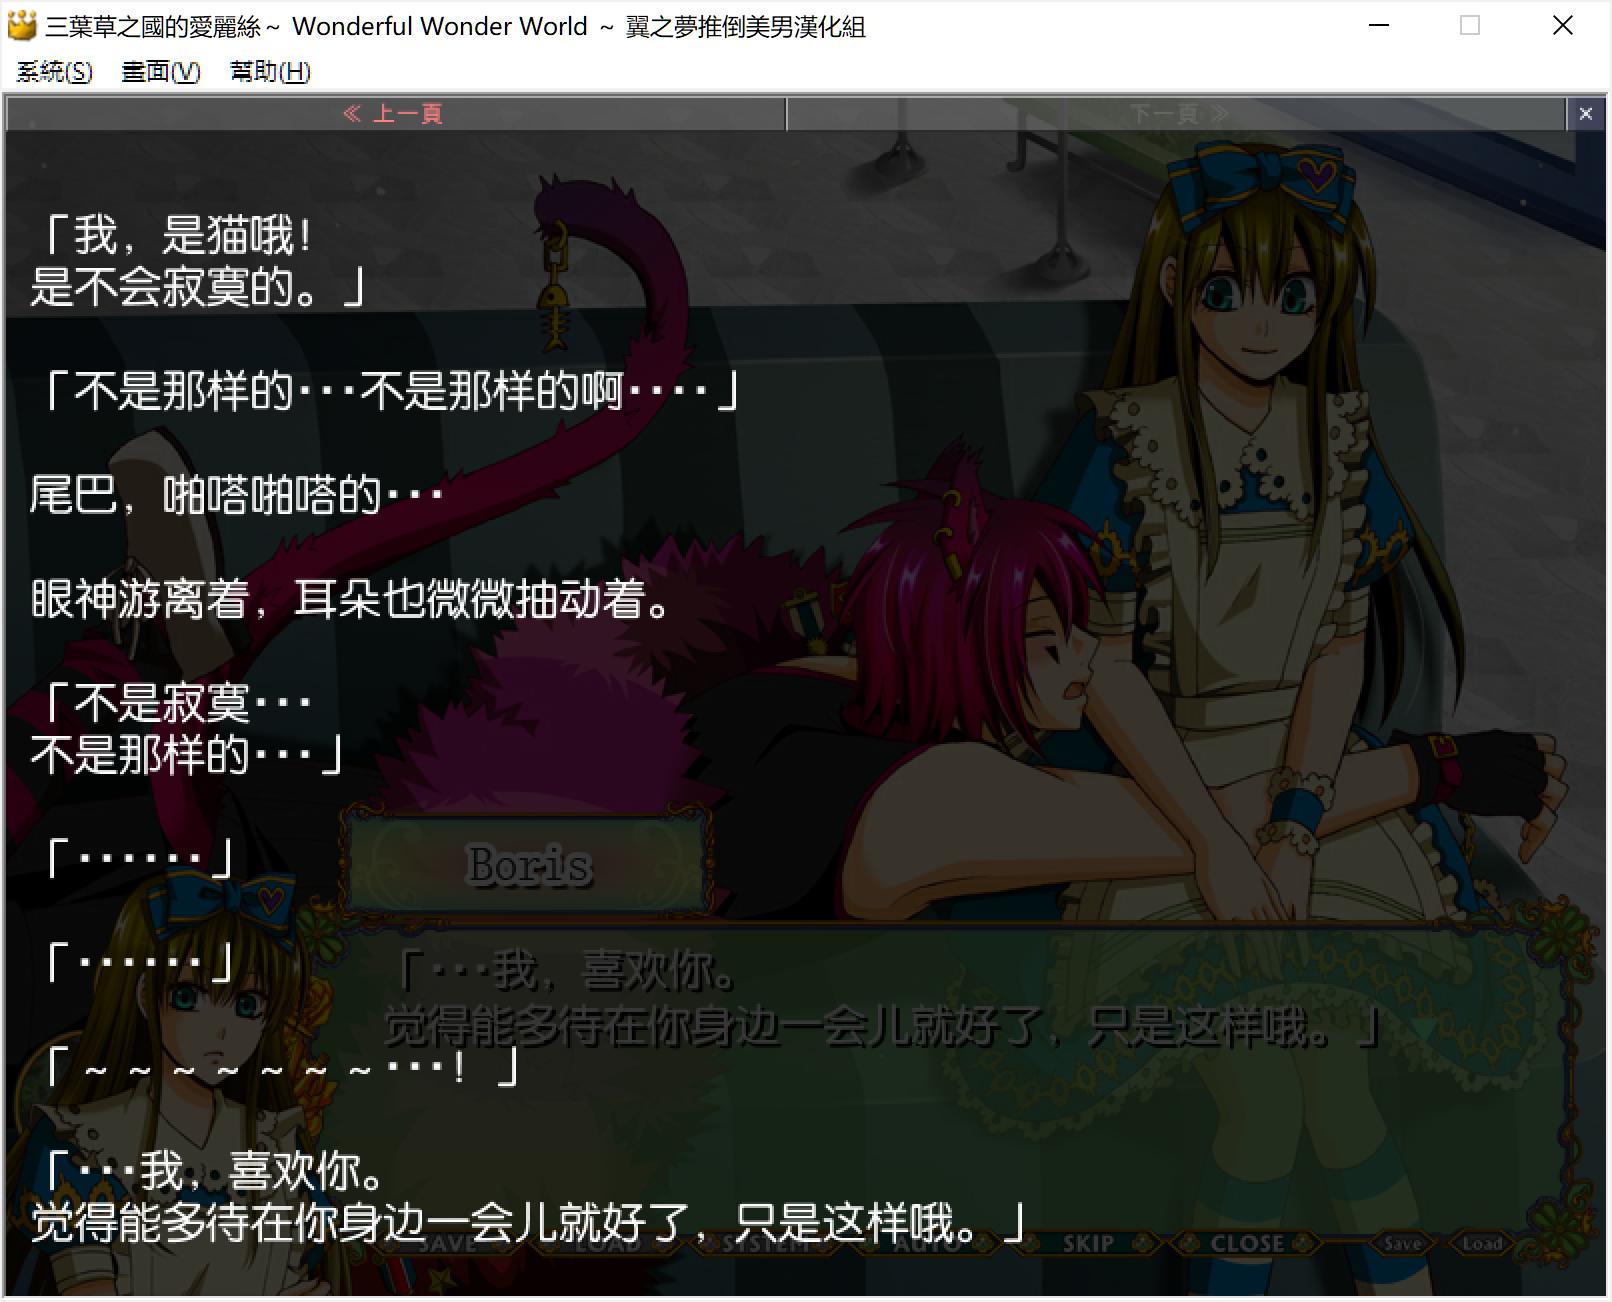 三葉草之國的愛麗絲～ Wonderful Wonder World ～ 翼之夢推倒美男漢化組
系統(S) 畫面(V) 幫助(H)
≪ 上一頁 下一頁 ≫
「我，是猫哦！
是不会寂寞的。」
「不是那样的···不是那样的啊····」
尾巴，啪嗒啪嗒的···
眼神游离着，耳朵也微微抽动着。
「不是寂寞···
不是那样的···」
「······」
「······」
「～～～～～～～···！」
「···我，喜欢你。
觉得能多待在你身边一会儿就好了，只是这样哦。」
Boris
「···我，喜欢你。
觉得能多待在你身边一会儿就好了，只是这样哦。」
SAVE LOAD SYSTEM AUTO SKIP CLOSE Save Load